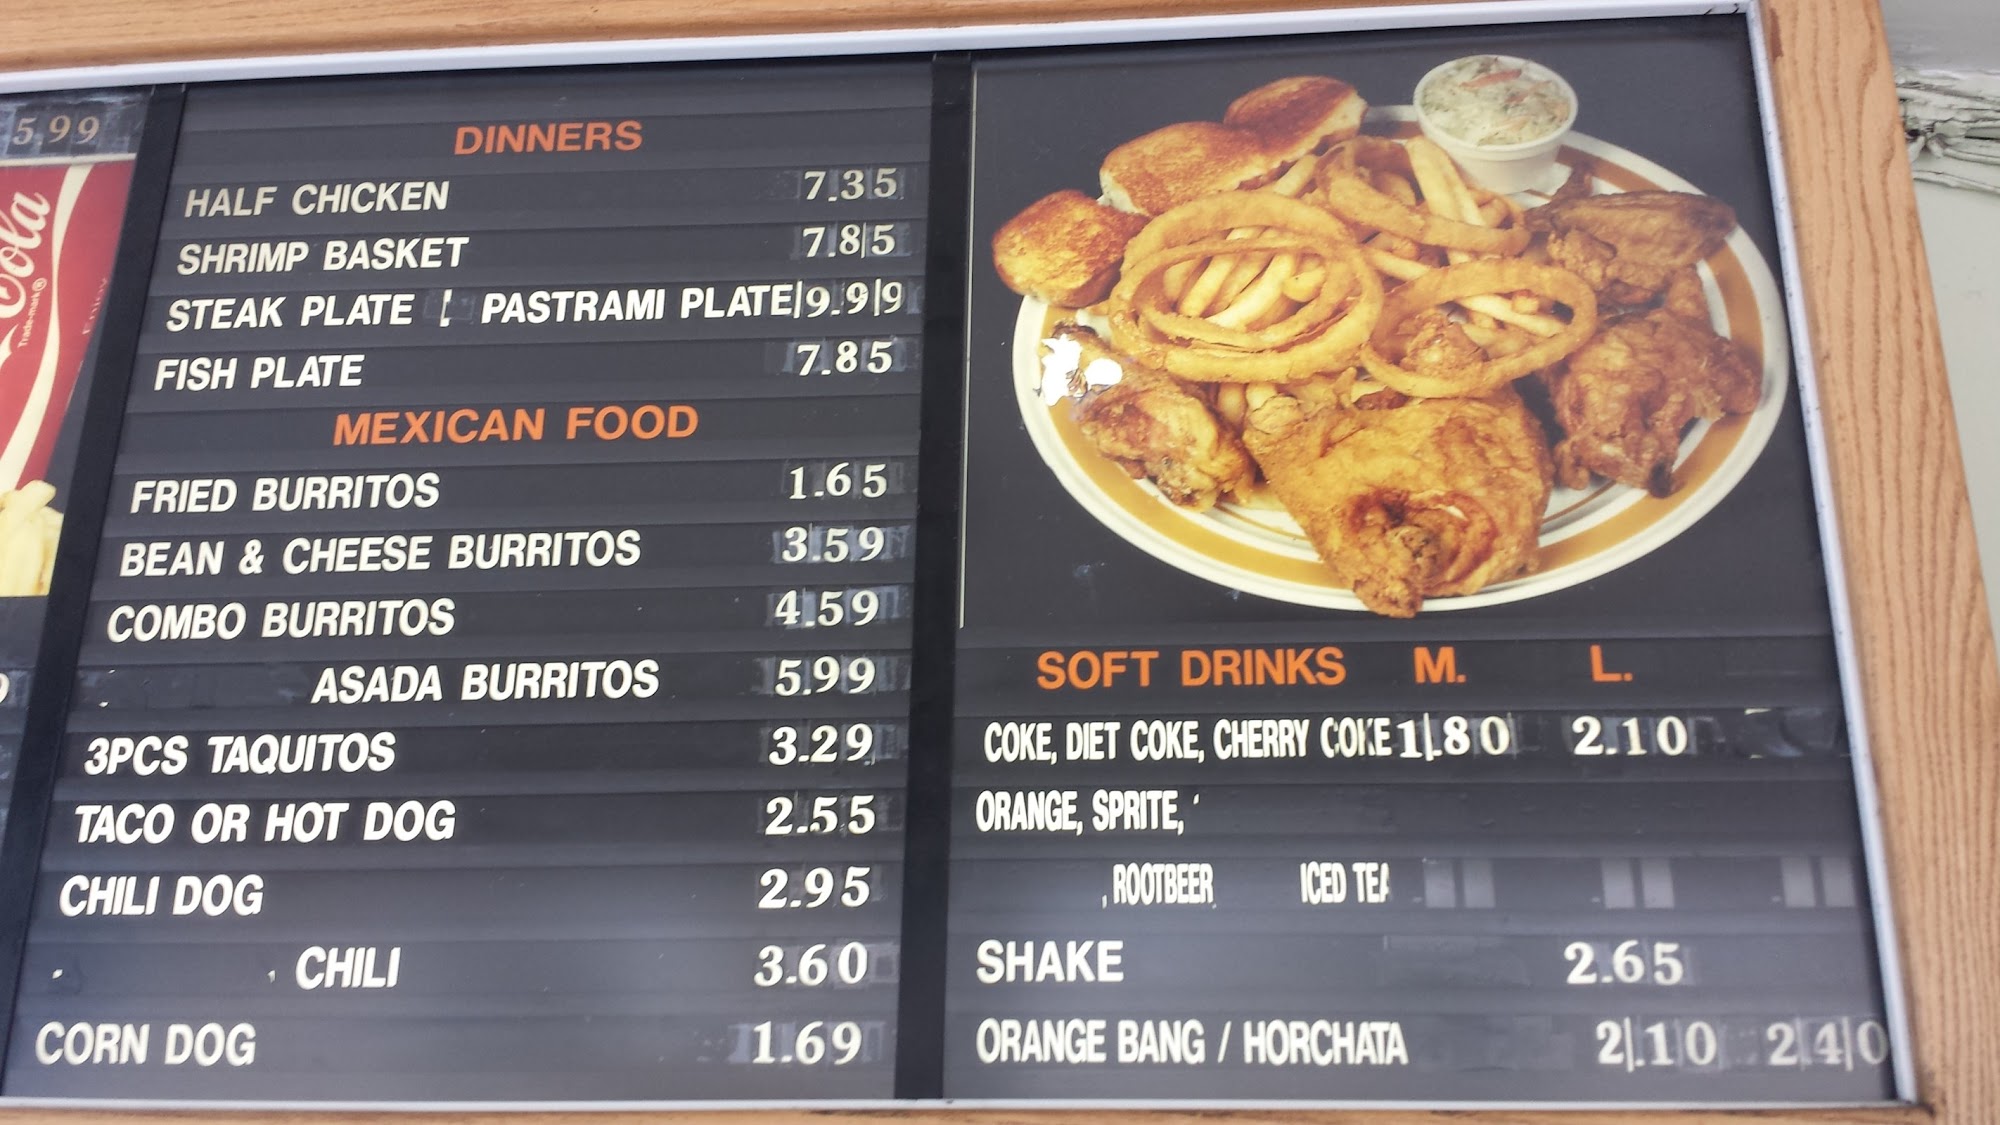 5.99
Cola
Trade-mark®
DINNERS
HALF CHICKEN 7.35
SHRIMP BASKET 7.85
STEAK PLATE PASTRAMI PLATE 9.99
FISH PLATE 7.85
MEXICAN FOOD
FRIED BURRITOS 1.65
BEAN & CHEESE BURRITOS 3.59
COMBO BURRITOS 4.59
ASADA BURRITOS 5.99
3PCS TAQUITOS 3.29
TACO OR HOT DOG 2.55
CHILI DOG 2.95
CHILI 3.60
CORN DOG 1.69
SOFT DRINKS M. L.
COKE, DIET COKE, CHERRY COKE 1.80 2.10
ORANGE, SPRITE,
, ROOTBEER ICED TEA
SHAKE 2.65
ORANGE BANG / HORCHATA 2.10 2.40